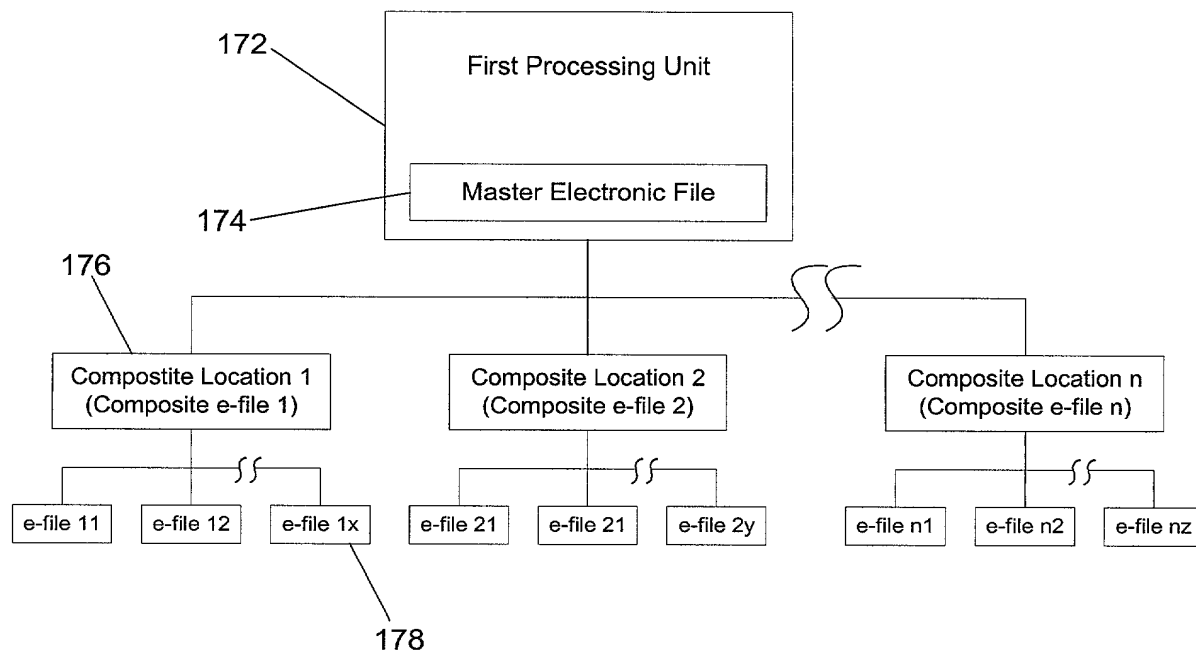 172
First Processing Unit
Master Electronic File
174
176
Compostite Location 1
(Composite e-file 1)
Composite Location 2
(Composite e-file 2)
Composite Location n
(Composite e-file n)
e-file 11
e-file 12
e-file 1x
e-file 21
e-file 21
e-file 2y
e-file n1
e-file n2
e-file nz
178